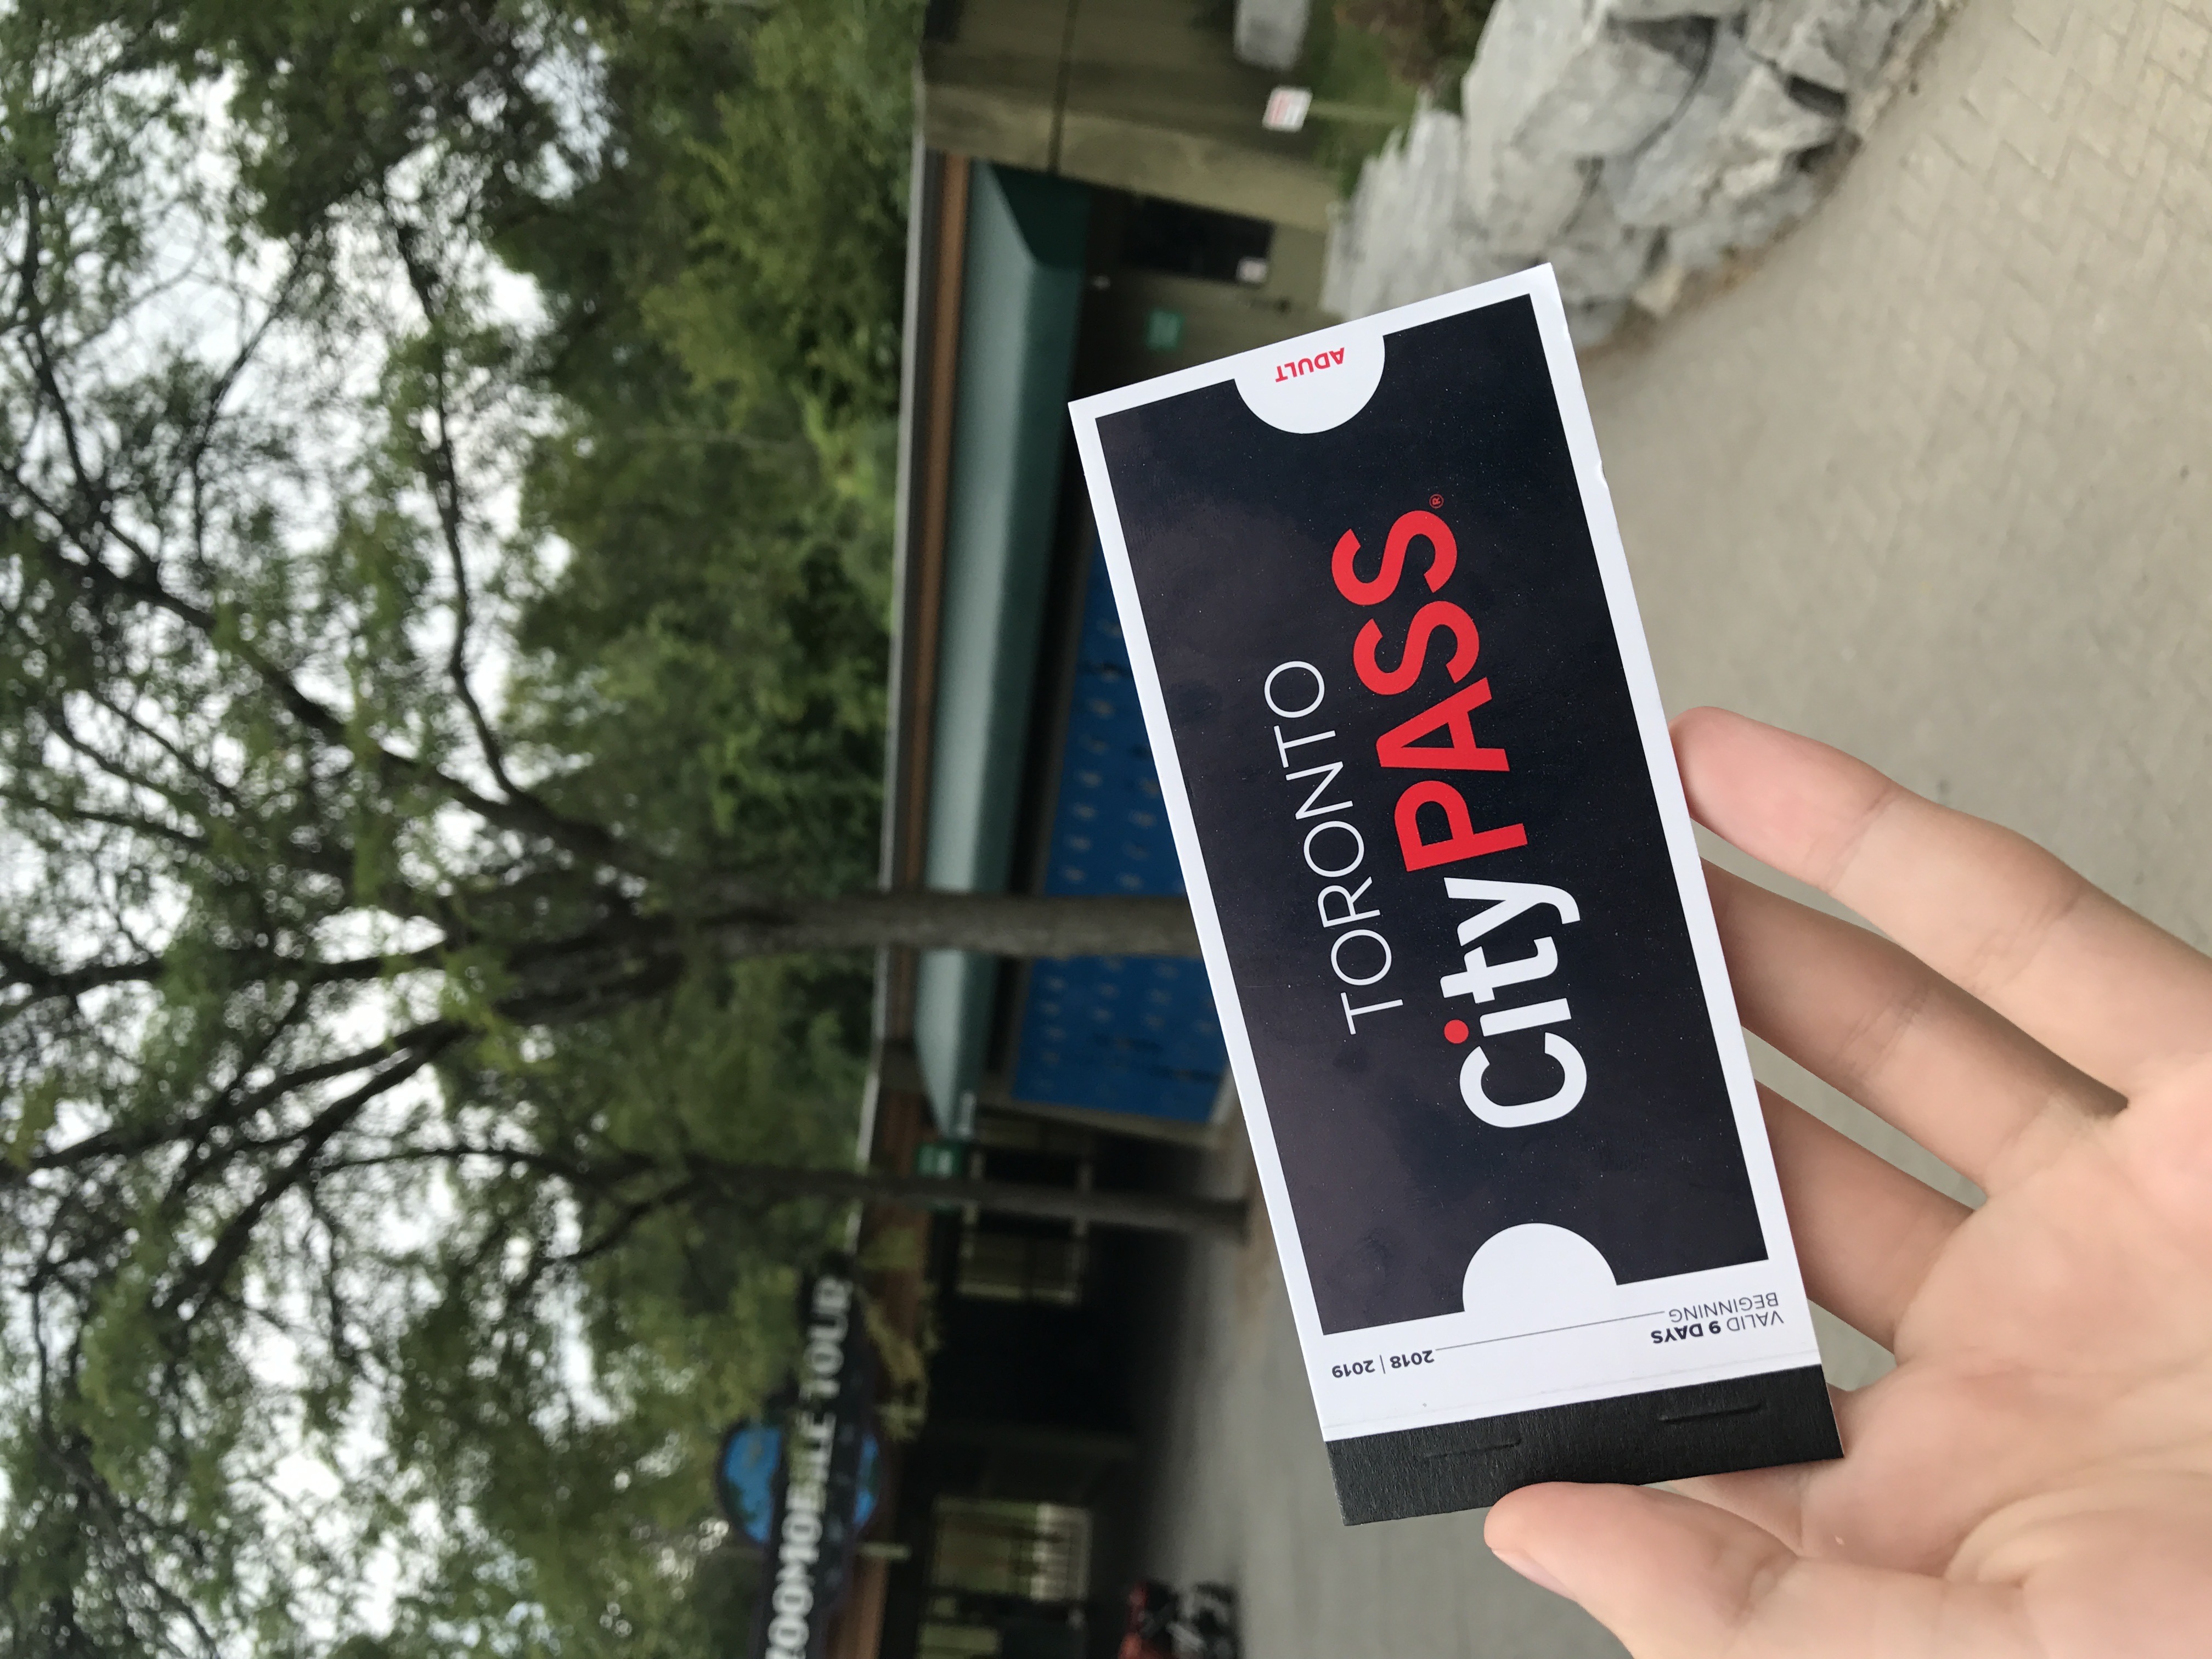 TORONTO
CityPASS®
ADULT
VALID 9 DAYS
BEGINNING
2018 | 2019
ZOOMOBILE TOUR